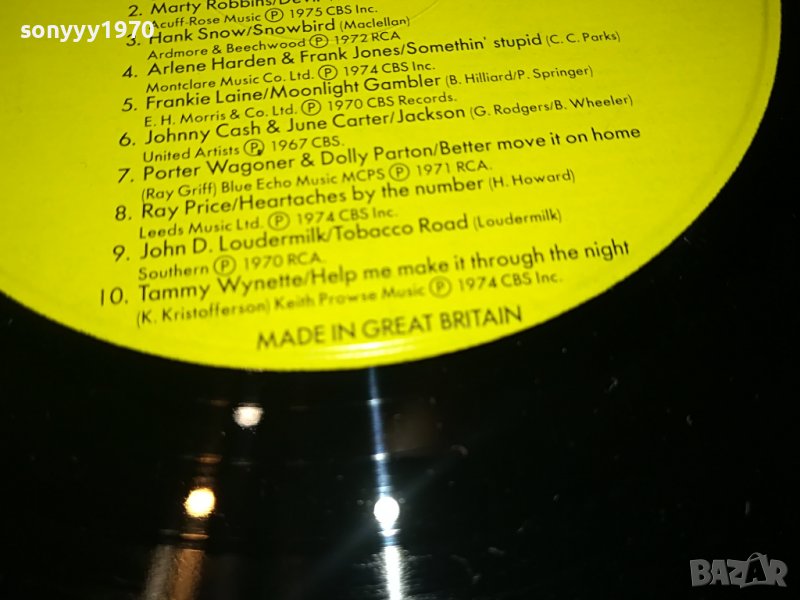 sonyyy1970
2. Marty Robbins/Devil
Acuff-Rose Music Ⓟ 1975 CBS Inc.
3. Hank Snow/Snowbird (Maclellan)
Ardmore & Beechwood Ⓟ 1972 RCA
4. Arlene Harden & Frank Jones/Somethin' stupid (C. C. Parks)
Montclare Music Co. Ltd. Ⓟ 1974 CBS Inc.
5. Frankie Laine/Moonlight Gambler (B. Hilliard/P. Springer)
E. H. Morris & Co. Ltd. Ⓟ 1970 CBS Records.
6. Johnny Cash & June Carter/Jackson (G. Rodgers/B. Wheeler)
United Artists Ⓟ 1967 CBS.
7. Porter Wagoner & Dolly Parton/Better move it on home
(Ray Griff) Blue Echo Music MCPS Ⓟ 1971 RCA.
8. Ray Price/Heartaches by the number (H. Howard)
Leeds Music Ltd. Ⓟ 1974 CBS Inc.
9. John D. Loudermilk/Tobacco Road (Loudermilk)
Southern Ⓟ 1970 RCA.
10. Tammy Wynette/Help me make it through the night
(K. Kristofferson) Keith Prowse Music Ⓟ 1974 CBS Inc.
MADE IN GREAT BRITAIN
BAZAR